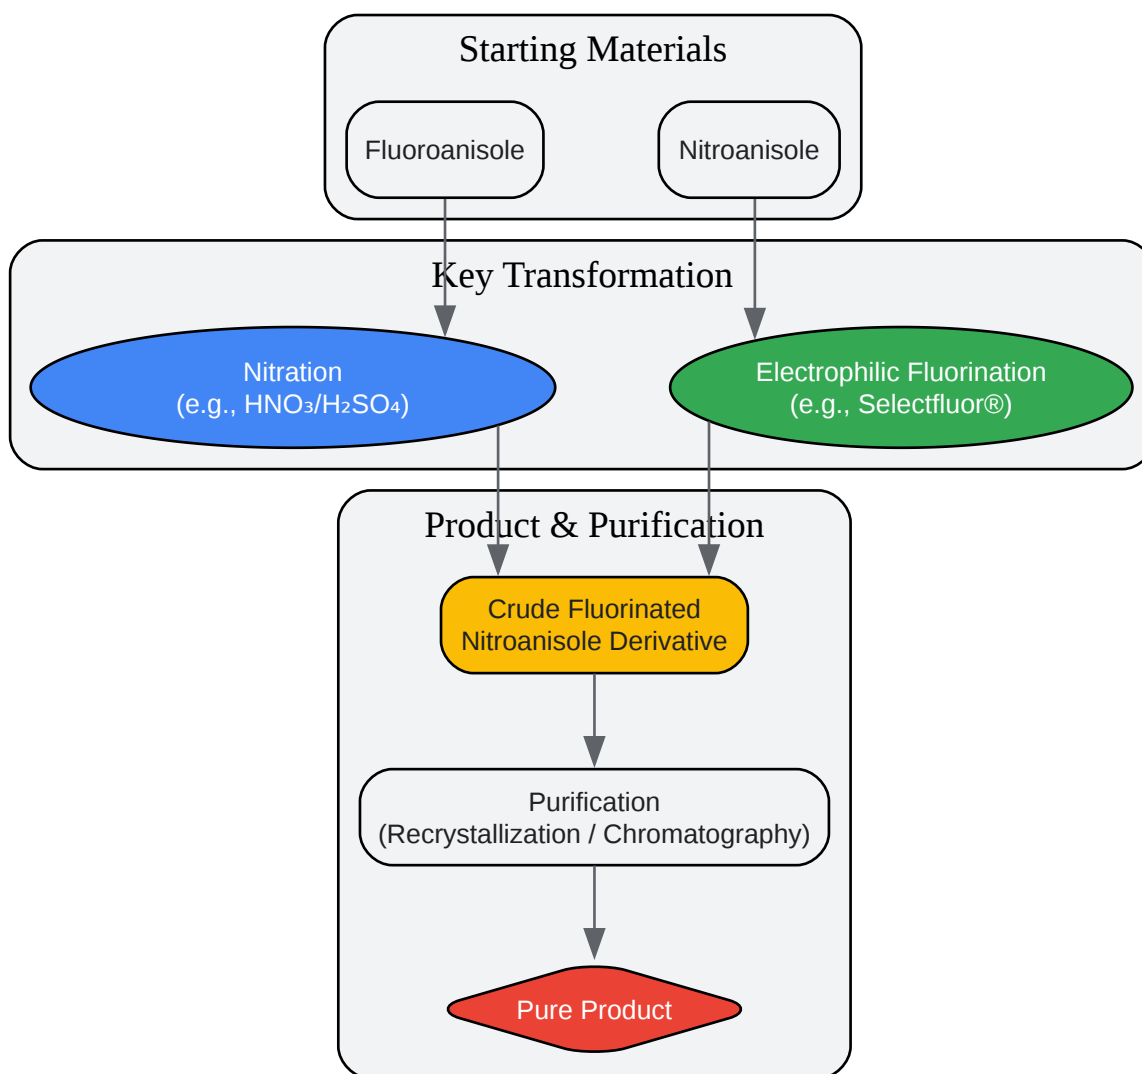 Starting Materials
Fluoroanisole
Nitroanisole
Key Transformation
Nitration
(e.g., HNO₃/H₂SO₄)
Electrophilic Fluorination
(e.g., Selectfluor®)
Product & Purification
Crude Fluorinated
Nitroanisole Derivative
Purification
(Recrystallization / Chromatography)
Pure Product